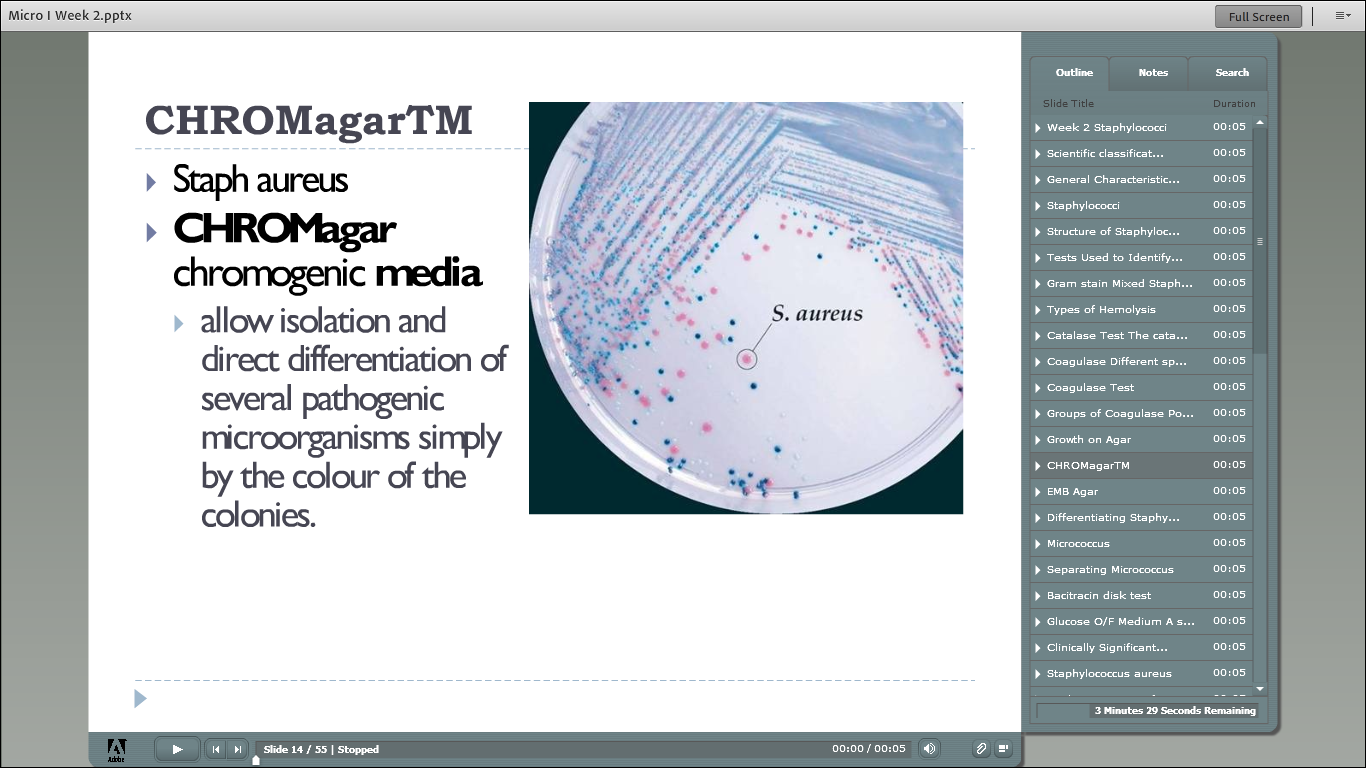 Micro I Week 2.pptx
Full Screen
CHROMagarTM
Staph aureus
CHROMagar
chromogenic media
allow isolation and
direct differentiation of
several pathogenic
microorganisms simply
by the colour of the
colonies.
S. aureus
Outline Notes Search
Slide Title Duration
Week 2 Staphylococci 00:05
Scientific classificat... 00:05
General Characteristic... 00:05
Staphylococci 00:05
Structure of Staphyloc... 00:05
Tests Used to Identify... 00:05
Gram stain Mixed Staph... 00:05
Types of Hemolysis 00:05
Catalase Test The cata... 00:05
Coagulase Different sp... 00:05
Coagulase Test 00:05
Groups of Coagulase Po... 00:05
Growth on Agar 00:05
CHROMagarTM 00:05
EMB Agar 00:05
Differentiating Staphy... 00:05
Micrococcus 00:05
Separating Micrococcus 00:05
Bacitracin disk test 00:05
Glucose O/F Medium A s... 00:05
Clinically Significant... 00:05
Staphylococcus aureus 00:05
3 Minutes 29 Seconds Remaining
Adobe
Slide 14 / 55 | Stopped
00:00 / 00:05